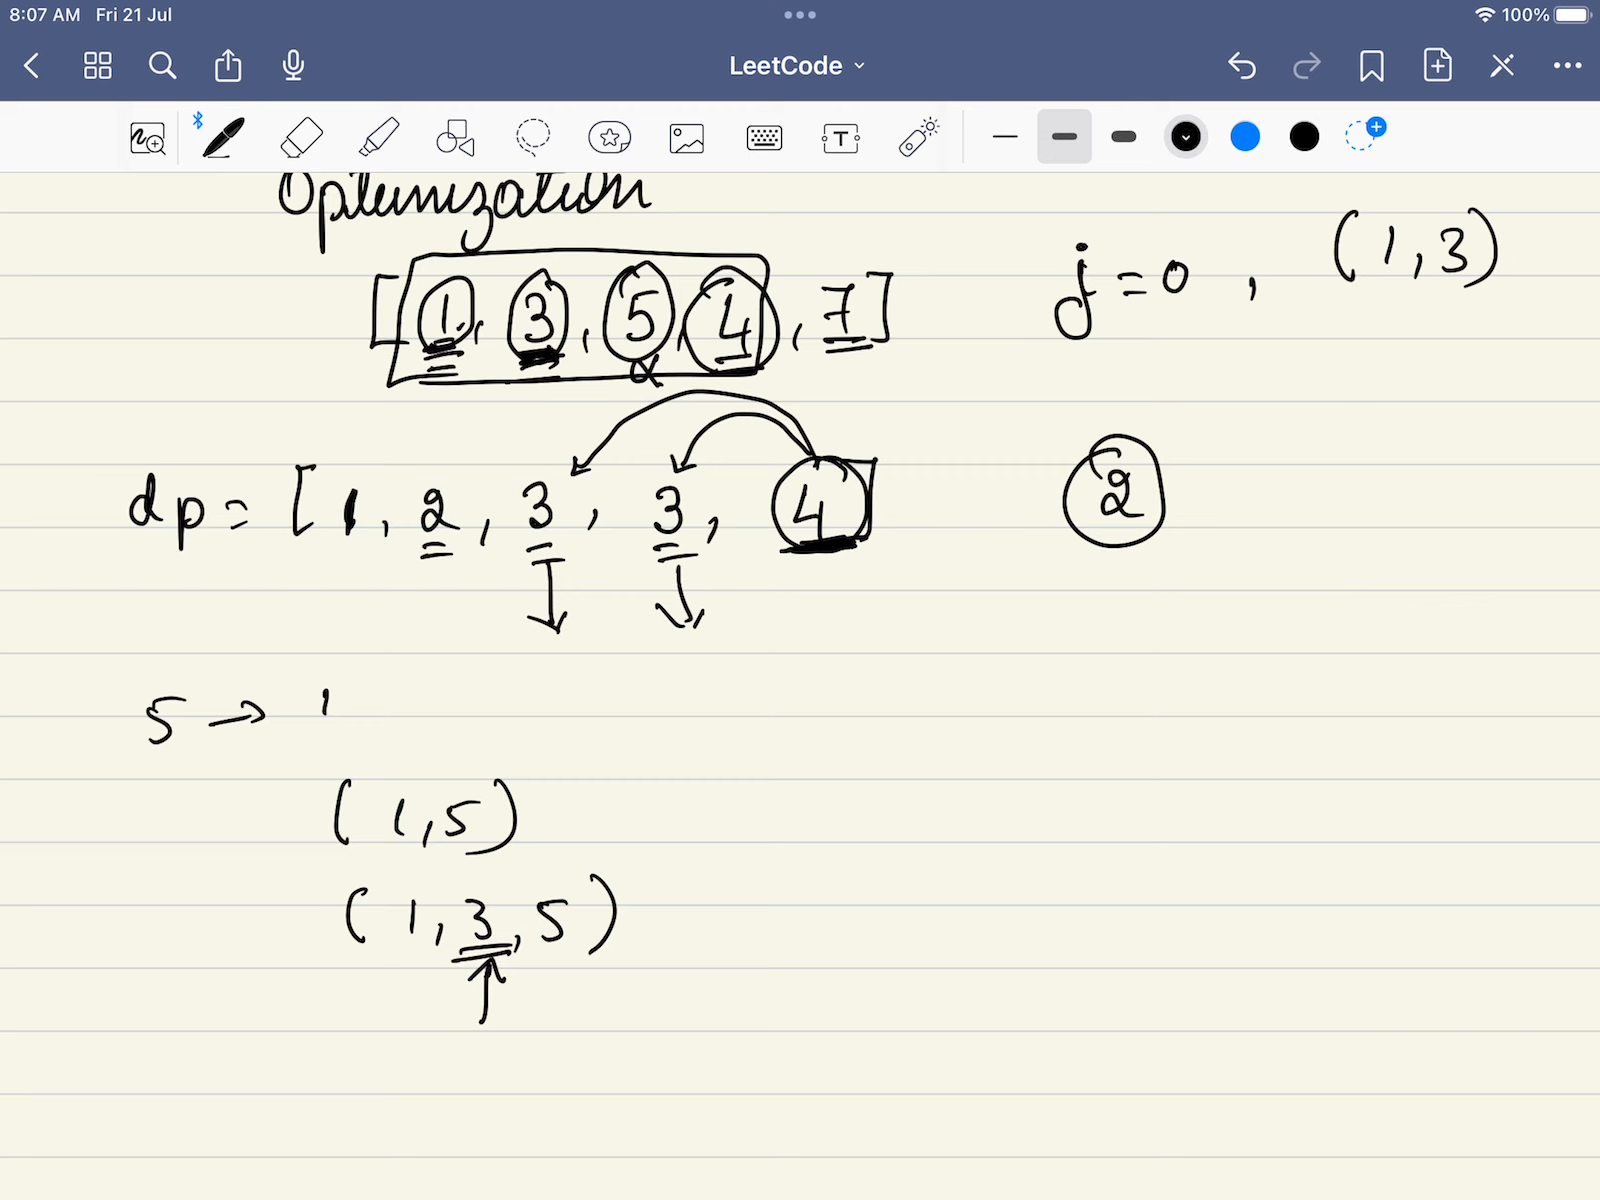 8:07 AM Fri 21 Jul 100%
LeetCode
T
Optimization
[1, 3, 5, 4, 7]
j = 0 , (1,3)
dp = [1, 2, 3, 3, 4]
2
5 → 1
(1,5)
(1,3,5)